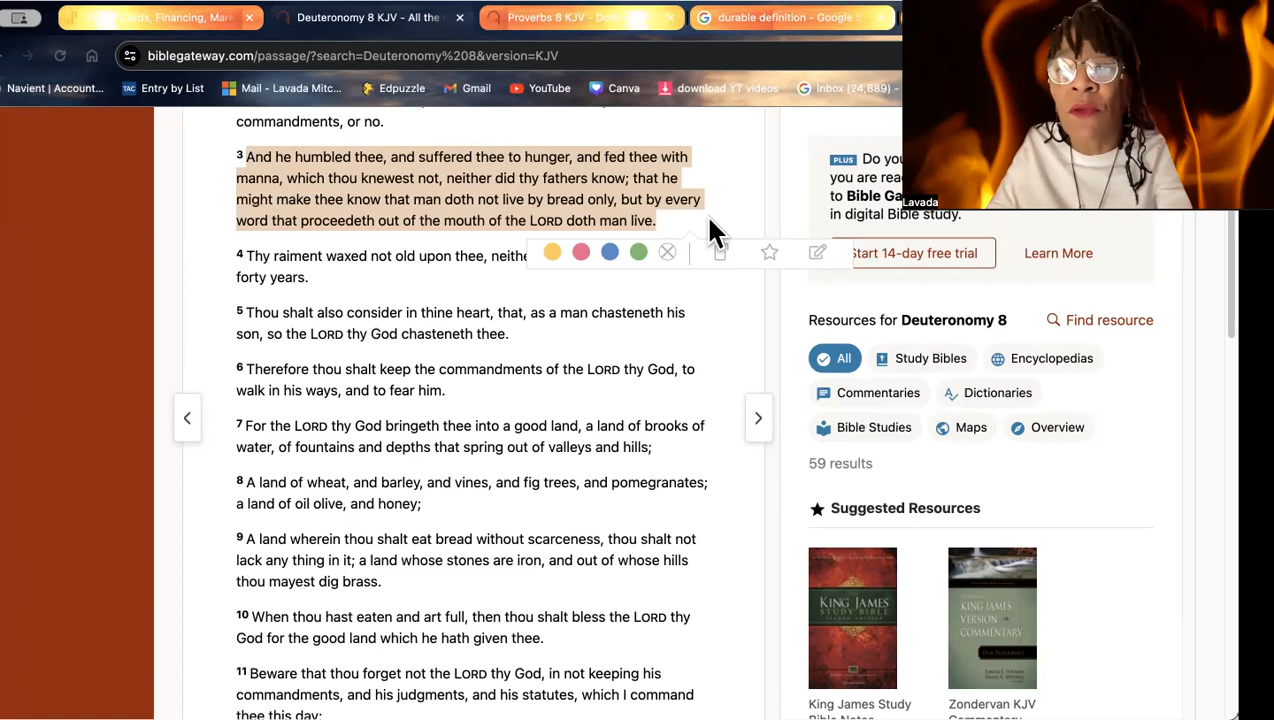 Cards, Financing, Mar
Deuteronomy 8 KJV - All the
Proverbs 8 KJV - Do
durable definition - Google S
biblegateway.com/passage/?search=Deuteronomy%208&version=KJV
Navient | Account...
TAC Entry by List
Mail - Lavada Mitc...
Edpuzzle
Gmail
YouTube
Canva
download YT videos
Inbox (24,889) -
commandments, or no.
3 And he humbled thee, and suffered thee to hunger, and fed thee with
manna, which thou knewest not, neither did thy fathers know; that he
might make thee know that man doth not live by bread only, but by every
word that proceedeth out of the mouth of the LORD doth man live.
4 Thy raiment waxed not old upon thee, neithe
forty years.
5 Thou shalt also consider in thine heart, that, as a man chasteneth his
son, so the LORD thy God chasteneth thee.
6 Therefore thou shalt keep the commandments of the LORD thy God, to
walk in his ways, and to fear him.
7 For the LORD thy God bringeth thee into a good land, a land of brooks of
water, of fountains and depths that spring out of valleys and hills;
8 A land of wheat, and barley, and vines, and fig trees, and pomegranates;
a land of oil olive, and honey;
9 A land wherein thou shalt eat bread without scarceness, thou shalt not
lack any thing in it; a land whose stones are iron, and out of whose hills
thou mayest dig brass.
10 When thou hast eaten and art full, then thou shalt bless the LORD thy
God for the good land which he hath given thee.
11 Beware that thou forget not the LORD thy God, in not keeping his
commandments, and his judgments, and his statutes, which I command
thee this day:
PLUS Do yo
you are rea
to Bible Ga
in digital Bible study.
Start 14-day free trial
Learn More
Resources for Deuteronomy 8
Find resource
All
Study Bibles
Encyclopedias
Commentaries
Dictionaries
Bible Studies
Maps
Overview
59 results
Suggested Resources
KING JAMES
STUDY BIBLE
KING JAMES
VERSION
COMMENTARY
OLD TESTAMENT
King James Study
Bible Notes
Zondervan KJV
Commentary
Lavada